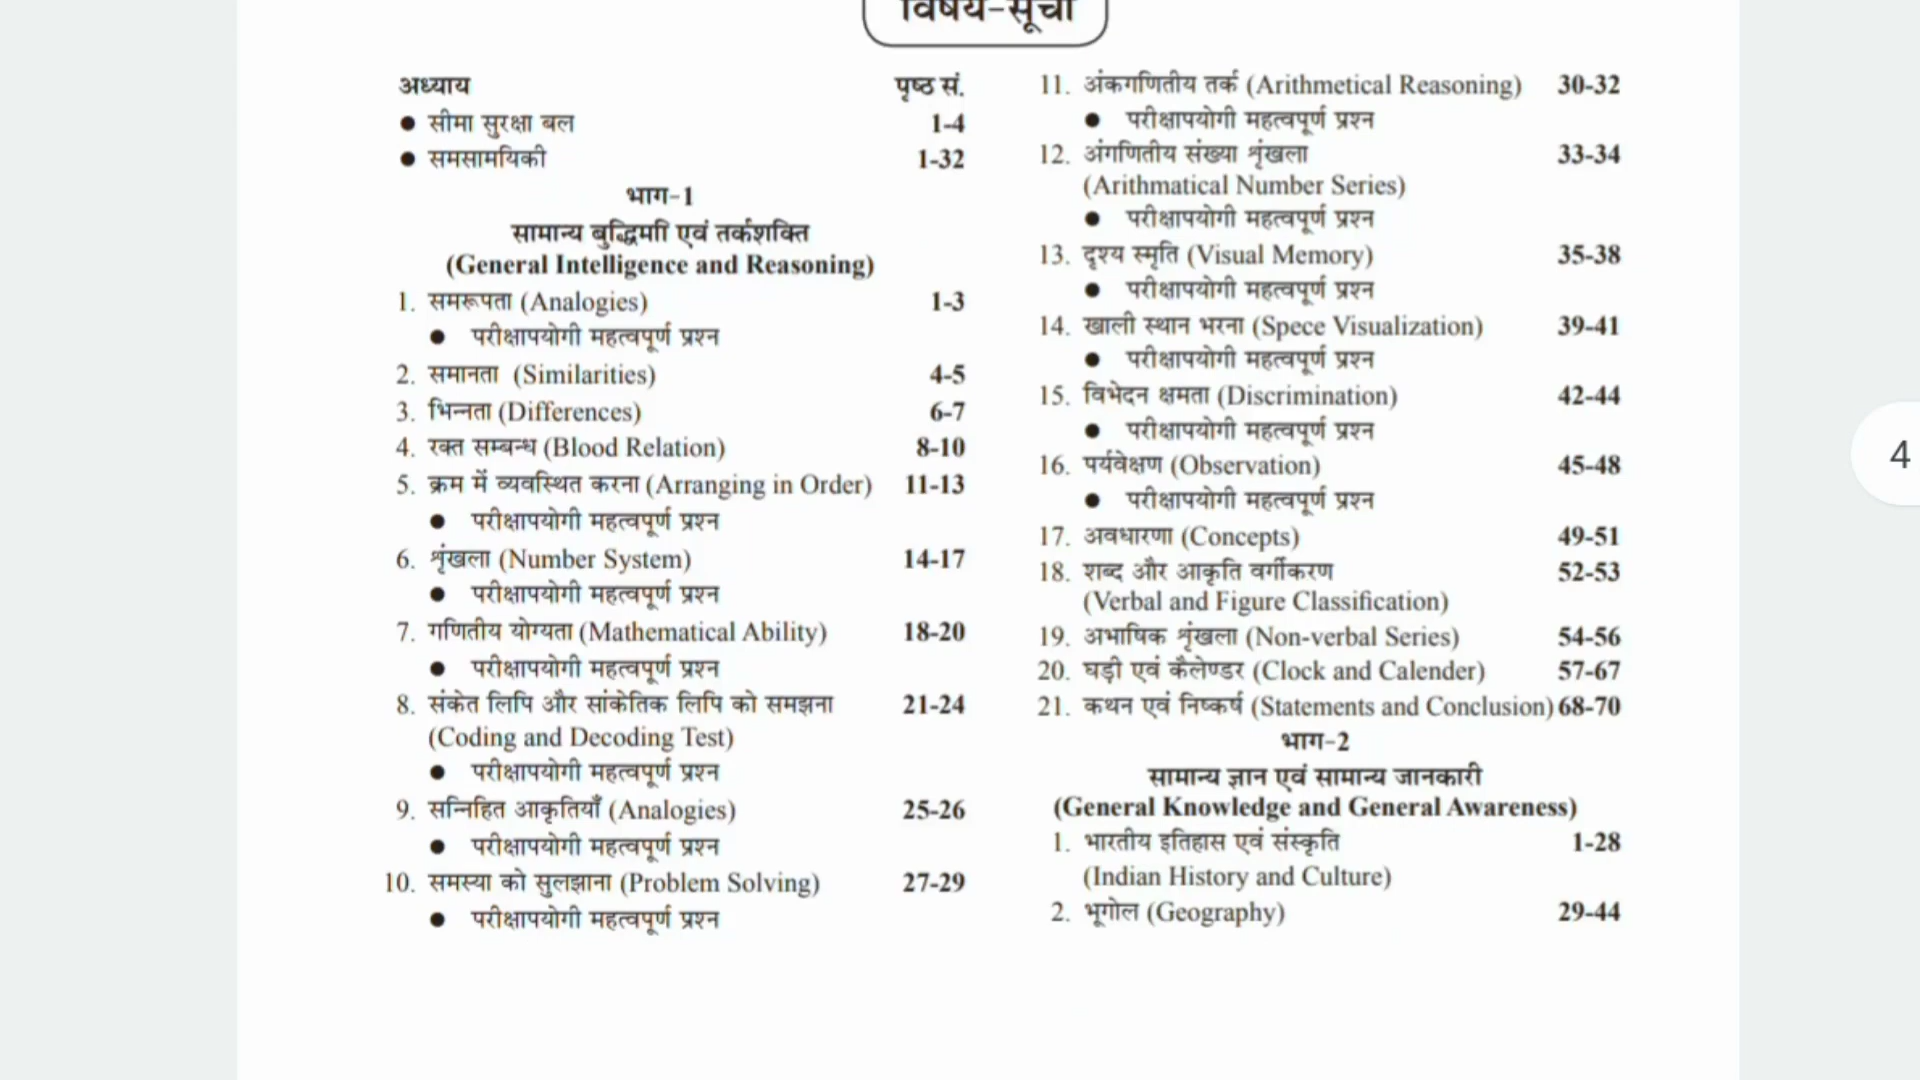 विषय-सूची
अध्याय पृष्ठ सं.
● सीमा सुरक्षा बल 1-4
● समसामयिकी 1-32
भाग-1
सामान्य बुद्धिमाि एवं तर्कशक्ति
(General Intelligence and Reasoning)
1. समरूपता (Analogies) 1-3
● परीक्षापयोगी महत्वपूर्ण प्रश्न
2. समानता (Similarities) 4-5
3. भिन्नता (Differences) 6-7
4. रक्त सम्बन्ध (Blood Relation) 8-10
5. क्रम में व्यवस्थित करना (Arranging in Order) 11-13
● परीक्षापयोगी महत्वपूर्ण प्रश्न
6. शृंखला (Number System) 14-17
● परीक्षापयोगी महत्वपूर्ण प्रश्न
7. गणितीय योग्यता (Mathematical Ability) 18-20
● परीक्षापयोगी महत्वपूर्ण प्रश्न
8. संकेत लिपि और सांकेतिक लिपि को समझना 21-24
(Coding and Decoding Test)
● परीक्षापयोगी महत्वपूर्ण प्रश्न
9. सन्निहित आकृतियाँ (Analogies) 25-26
● परीक्षापयोगी महत्वपूर्ण प्रश्न
10. समस्या को सुलझाना (Problem Solving) 27-29
● परीक्षापयोगी महत्वपूर्ण प्रश्न
11. अंकगणितीय तर्क (Arithmetical Reasoning) 30-32
● परीक्षापयोगी महत्वपूर्ण प्रश्न
12. अंगणितीय संख्या शृंखला 33-34
(Arithmatical Number Series)
● परीक्षापयोगी महत्वपूर्ण प्रश्न
13. दृश्य स्मृति (Visual Memory) 35-38
● परीक्षापयोगी महत्वपूर्ण प्रश्न
14. खाली स्थान भरना (Spece Visualization) 39-41
● परीक्षापयोगी महत्वपूर्ण प्रश्न
15. विभेदन क्षमता (Discrimination) 42-44
● परीक्षापयोगी महत्वपूर्ण प्रश्न
16. पर्यवेक्षण (Observation) 45-48
● परीक्षापयोगी महत्वपूर्ण प्रश्न
17. अवधारणा (Concepts) 49-51
18. शब्द और आकृति वर्गीकरण 52-53
(Verbal and Figure Classification)
19. अभाषिक शृंखला (Non-verbal Series) 54-56
20. घड़ी एवं कैलेण्डर (Clock and Calender) 57-67
21. कथन एवं निष्कर्ष (Statements and Conclusion) 68-70
भाग-2
सामान्य ज्ञान एवं सामान्य जानकारी
(General Knowledge and General Awareness)
1. भारतीय इतिहास एवं संस्कृति 1-28
(Indian History and Culture)
2. भूगोल (Geography) 29-44
4